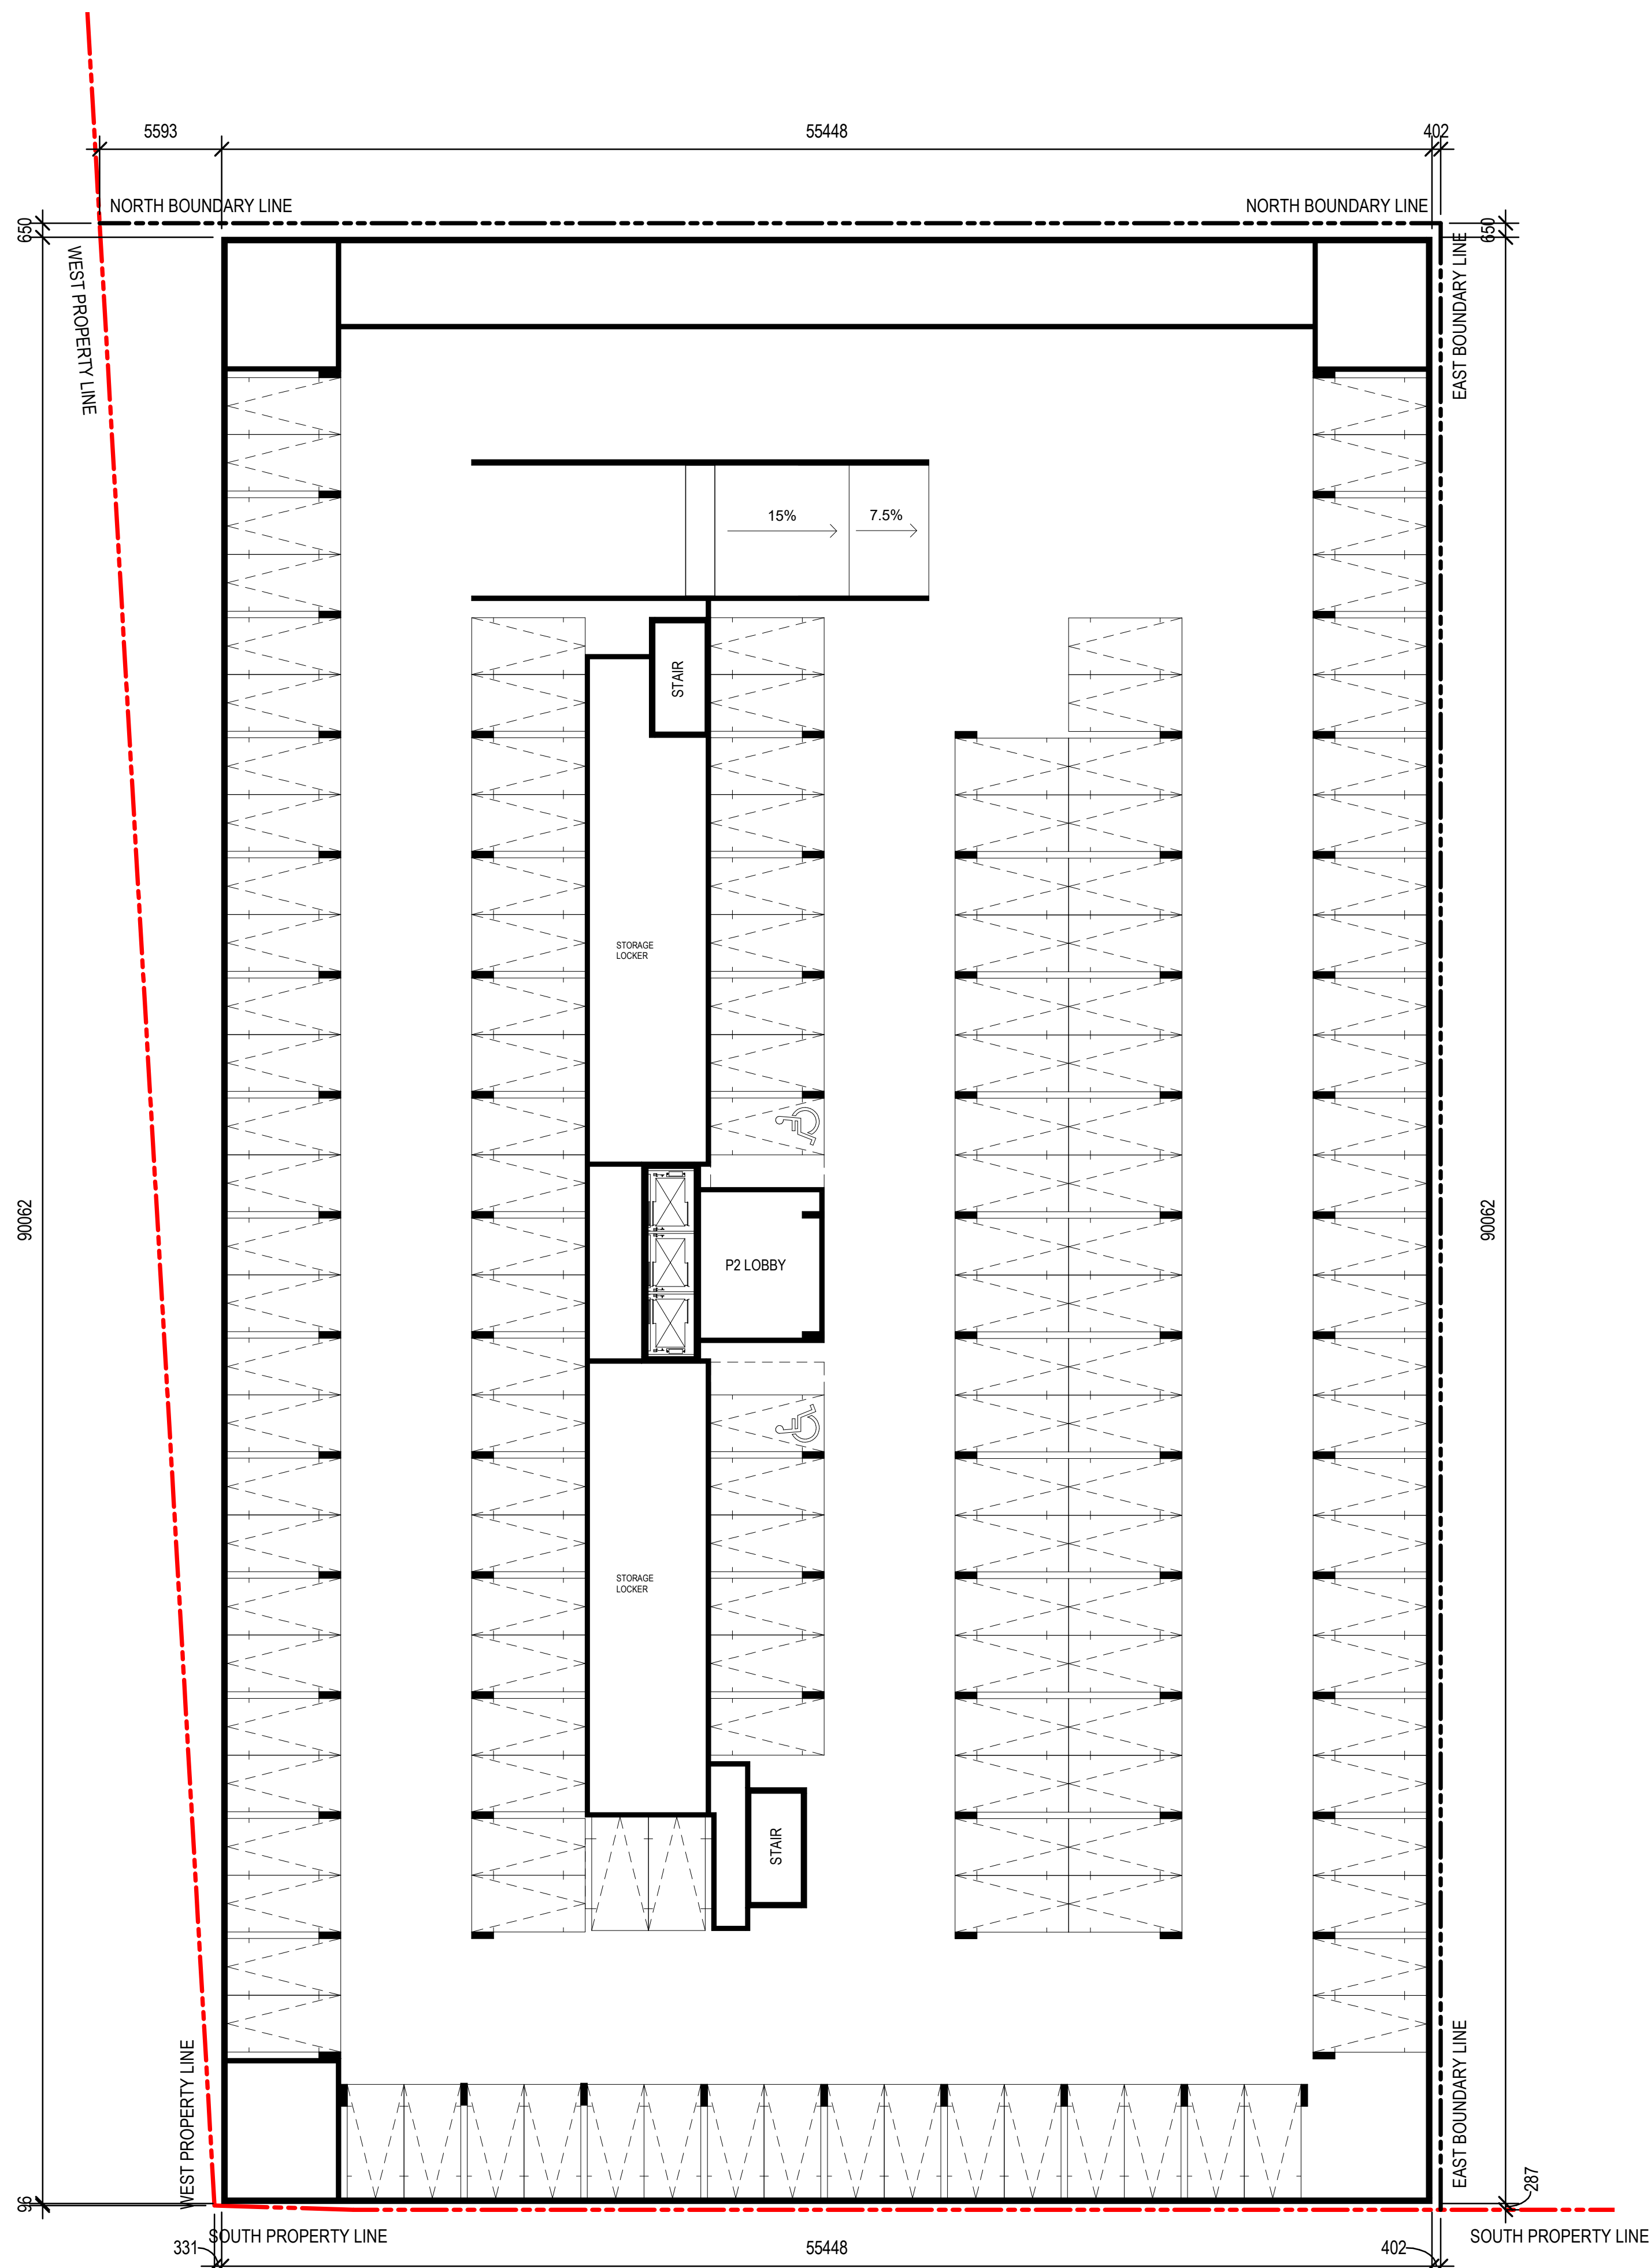 5593
55448
402
NORTH BOUNDARY LINE
NORTH BOUNDARY LINE
650
650
WEST PROPERTY LINE
EAST BOUNDARY LINE
15%
7.5%
STAIR
STORAGE
LOCKER
90062
90062
P2 LOBBY
STORAGE
LOCKER
STAIR
WEST PROPERTY LINE
EAST BOUNDARY LINE
96
287
SOUTH PROPERTY LINE
SOUTH PROPERTY LINE
331
55448
402